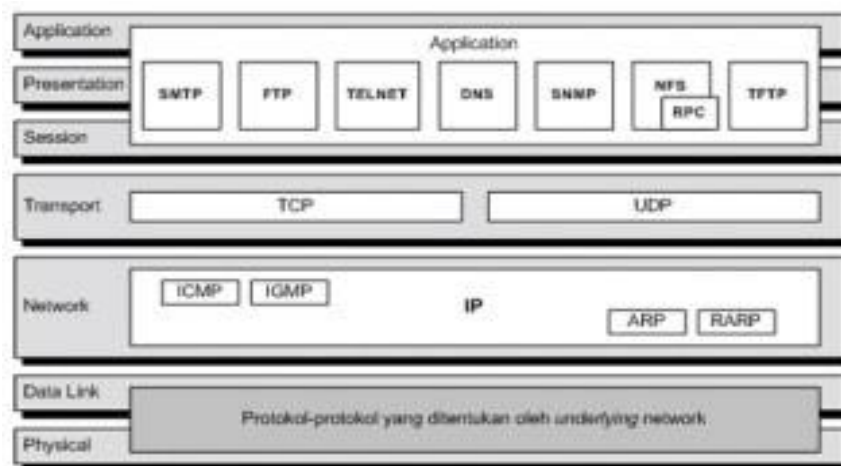 Application
Application
Presentation
SMTP
FTP
TELNET
DNS
SNMP
NFS
RPC
TFTP
Session
Transport
TCP
UDP
Network
ICMP
IGMP
IP
ARP
RARP
Data Link
Protokol-protokol yang ditentukan oleh underlying network
Physical